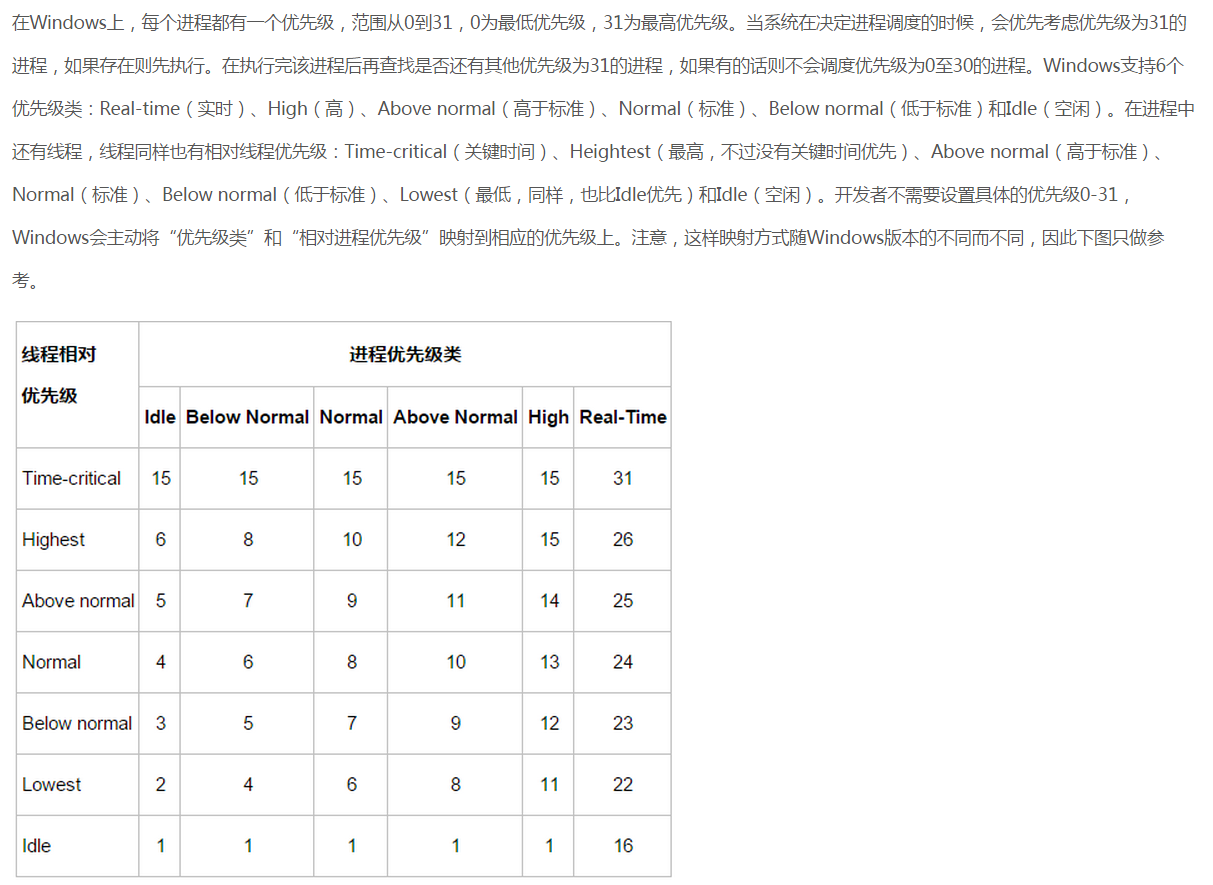 在Windows上，每个进程都有一个优先级，范围从0到31，0为最低优先级，31为最高优先级。当系统在决定进程调度的时候，会优先考虑优先级为31的
进程，如果存在则先执行。在执行完该进程后再查找是否还有其他优先级为31的进程，如果有的话则不会调度优先级为0至30的进程。Windows支持6个
优先级类：Real-time（实时）、High（高）、Above normal（高于标准）、Normal（标准）、Below normal（低于标准）和Idle（空闲）。在进程中
还有线程，线程同样也有相对线程优先级：Time-critical（关键时间）、Heightest（最高，不过没有关键时间优先）、Above normal（高于标准）、
Normal（标准）、Below normal（低于标准）、Lowest（最低，同样，也比Idle优先）和Idle（空闲）。开发者不需要设置具体的优先级0-31，
Windows会主动将“优先级类”和“相对进程优先级”映射到相应的优先级上。注意，这样映射方式随Windows版本的不同而不同，因此下图只做参
考。
线程相对 进程优先级类
优先级
Idle Below Normal Normal Above Normal High Real-Time
Time-critical 15 15 15 15 15 31
Highest 6 8 10 12 15 26
Above normal 5 7 9 11 14 25
Normal 4 6 8 10 13 24
Below normal 3 5 7 9 12 23
Lowest 2 4 6 8 11 22
Idle 1 1 1 1 1 16